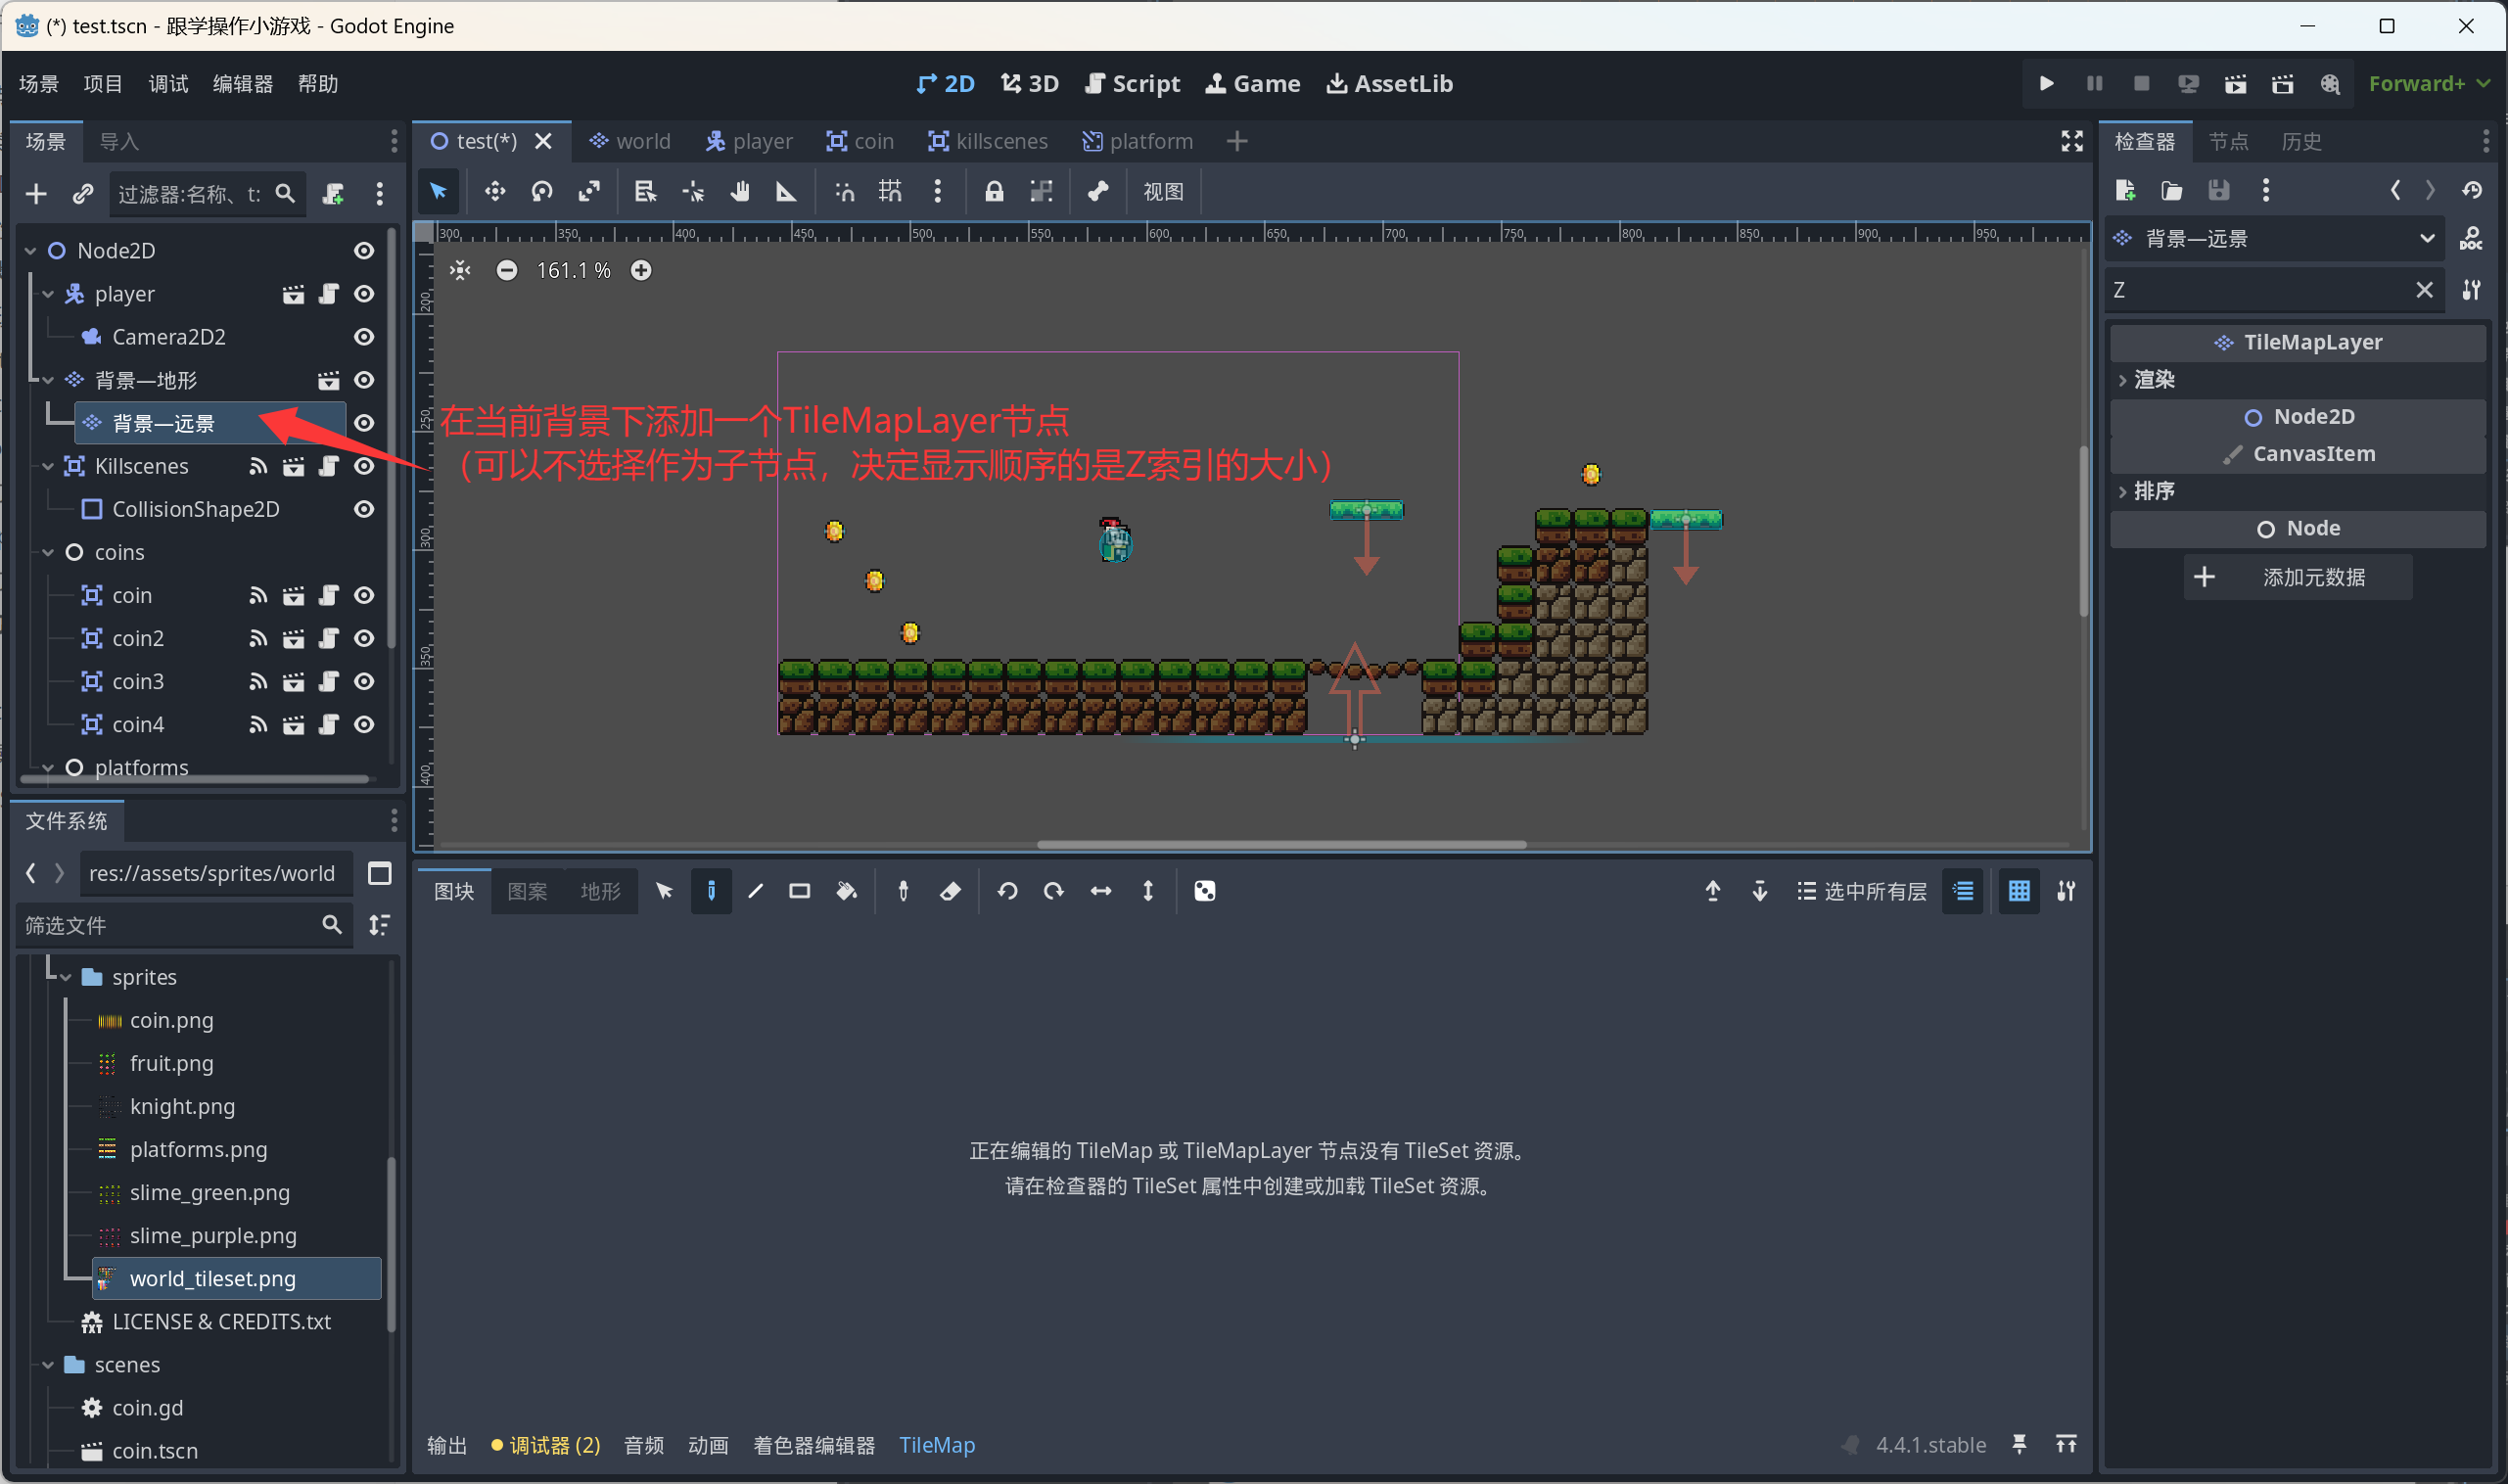 (*) test.tscn - 跟学操作小游戏 - Godot Engine
场景 项目 调试 编辑器 帮助
2D 3D Script Game AssetLib
Forward+
场景 导入
test(*) world player coin killscenes platform
检查器 节点 历史
过滤器:名称、t:
视图
300 350 400 450 500 550 600 650 700 750 800 850 900 950
161.1 %
200
250
300
350
400
Node2D
player
Camera2D2
背景—地形
背景—远景
Killscenes
CollisionShape2D
coins
coin
coin2
coin3
coin4
platforms
在当前背景下添加一个TileMapLayer节点
（可以不选择作为子节点，决定显示顺序的是Z索引的大小）
背景—远景
DOC
Z
TileMapLayer
渲染
Node2D
CanvasItem
排序
Node
添加元数据
文件系统
res://assets/sprites/world
筛选文件
sprites
coin.png
fruit.png
knight.png
platforms.png
slime_green.png
slime_purple.png
world_tileset.png
LICENSE & CREDITS.txt
scenes
coin.gd
coin.tscn
图块 图案 地形
选中所有层
正在编辑的 TileMap 或 TileMapLayer 节点没有 TileSet 资源。
请在检查器的 TileSet 属性中创建或加载 TileSet 资源。
输出 调试器 (2) 音频 动画 着色器编辑器 TileMap
4.4.1.stable